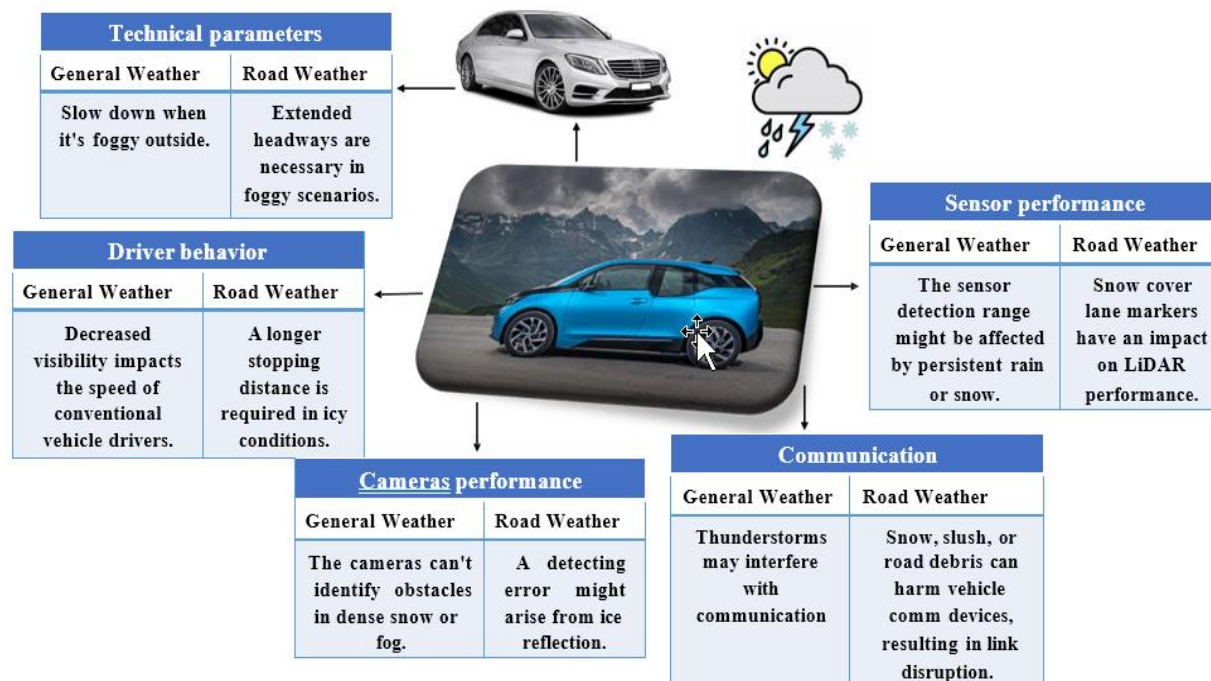 Technical parameters
General Weather
Road Weather
Slow down when
it's foggy outside.
Extended
headways are
necessary in
foggy scenarios.
Sensor performance
General Weather
Road Weather
The sensor
detection range
might be affected
by persistent rain
or snow.
Snow cover
lane markers
have an impact
on LiDAR
performance.
Driver behavior
General Weather
Road Weather
Decreased
visibility impacts
the speed of
conventional
vehicle drivers.
A longer
stopping
distance is
required in icy
conditions.
Cameras performance
General Weather
Road Weather
The cameras can't
identify obstacles
in dense snow or
fog.
A detecting
error might
arise from ice
reflection.
Communication
General Weather
Road Weather
Thunderstorms
may interfere
with
communication
Snow, slush, or
road debris can
harm vehicle
comm devices,
resulting in link
disruption.